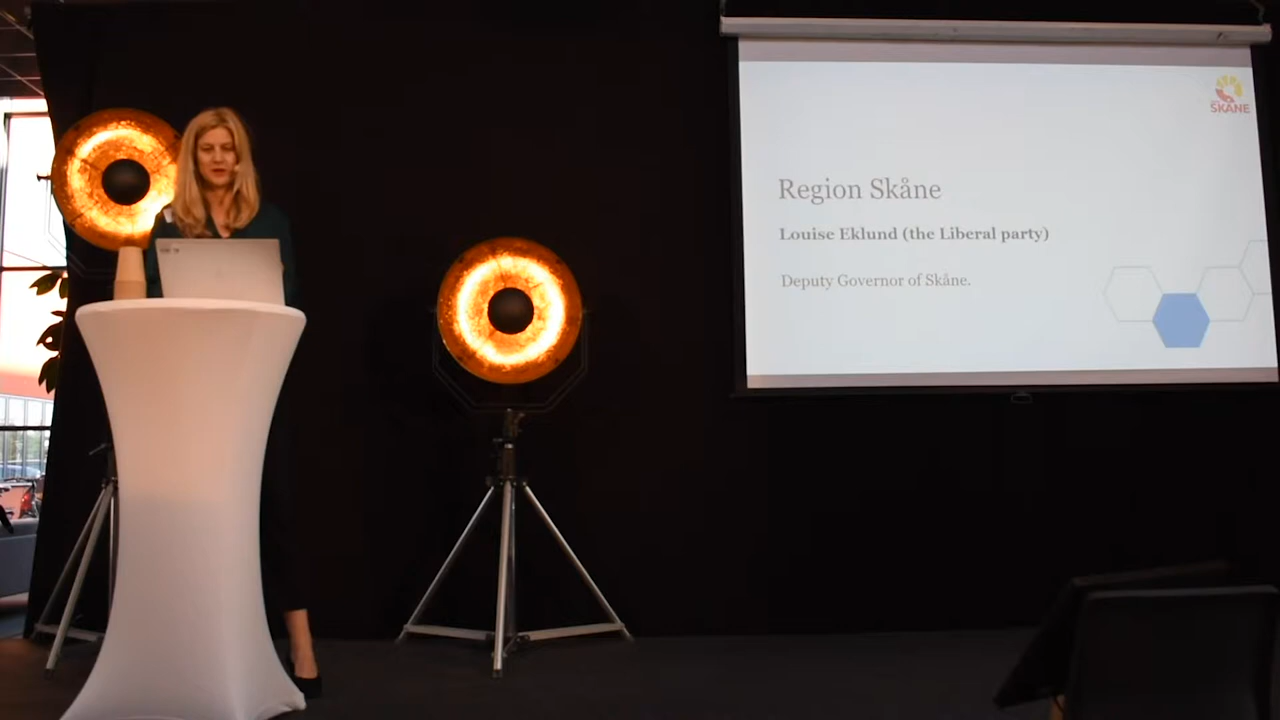 SKÅNE
Region Skåne
Louise Eklund (the Liberal party)
Deputy Governor of Skåne.